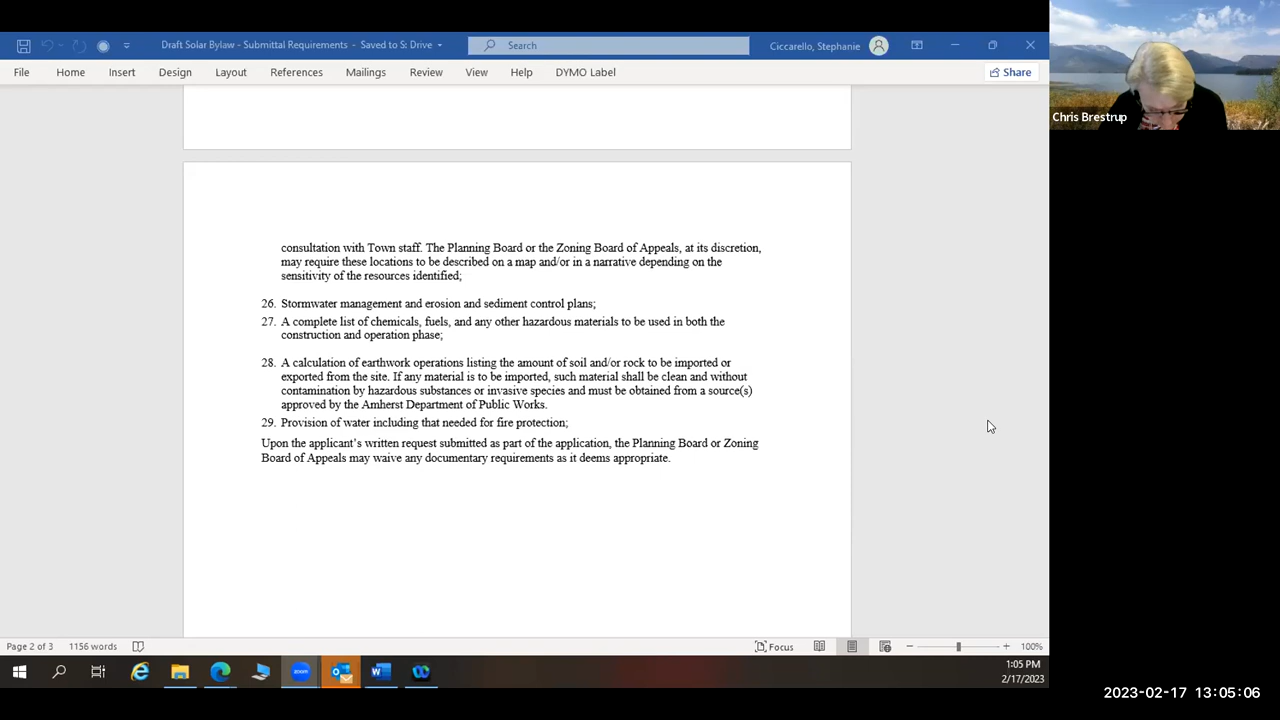 Draft Solar Bylaw - Submittal Requirements - Saved to S: Drive
Search
Ciccarello, Stephanie
File Home Insert Design Layout References Mailings Review View Help DYMO Label
Share
Chris Brestrup
consultation with Town staff. The Planning Board or the Zoning Board of Appeals, at its discretion,
may require these locations to be described on a map and/or in a narrative depending on the
sensitivity of the resources identified;
26. Stormwater management and erosion and sediment control plans;
27. A complete list of chemicals, fuels, and any other hazardous materials to be used in both the
construction and operation phase;
28. A calculation of earthwork operations listing the amount of soil and/or rock to be imported or
exported from the site. If any material is to be imported, such material shall be clean and without
contamination by hazardous substances or invasive species and must be obtained from a source(s)
approved by the Amherst Department of Public Works.
29. Provision of water including that needed for fire protection;
Upon the applicant's written request submitted as part of the application, the Planning Board or Zoning
Board of Appeals may waive any documentary requirements as it deems appropriate.
Page 2 of 3 1156 words
Focus
100%
zoom
1:05 PM
2/17/2023
2023-02-17 13:05:06